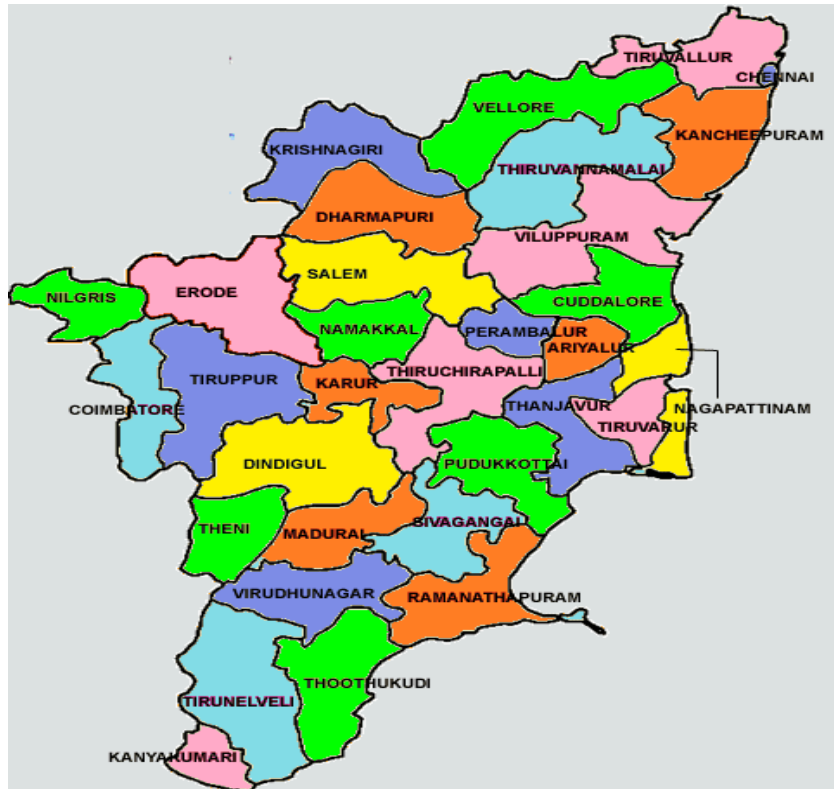 TIRUVALLUR
CHENNAI
VELLORE
KANCHEEPURAM
KRISHNAGIRI
THIRUVANNAMALAI
DHARMAPURI
VILUPPURAM
SALEM
ERODE
NILGRIS
CUDDALORE
NAMAKKAL
PERAMBALUR
ARIYALUR
THIRUCHIRAPALLI
TIRUPPUR
KARUR
COIMBATORE
THANJAVUR
NAGAPATTINAM
TIRUVARUR
DINDIGUL
PUDUKKOTTAI
SIVAGANGAI
THENI
MADURAI
VIRUDHUNAGAR
RAMANATHAPURAM
THOOTHUKUDI
TIRUNELVELI
KANYAKUMARI